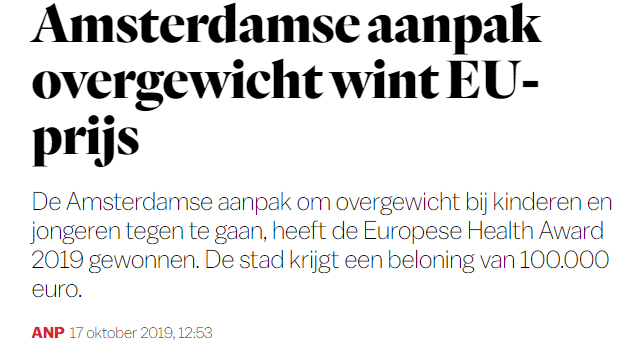 Amsterdamse aanpak
overgewicht wint EU-
prijs
De Amsterdamse aanpak om overgewicht bij kinderen en
jongeren tegen te gaan, heeft de Europese Health Award
2019 gewonnen. De stad krijgt een beloning van 100.000
euro.
ANP 17 oktober 2019, 12:53